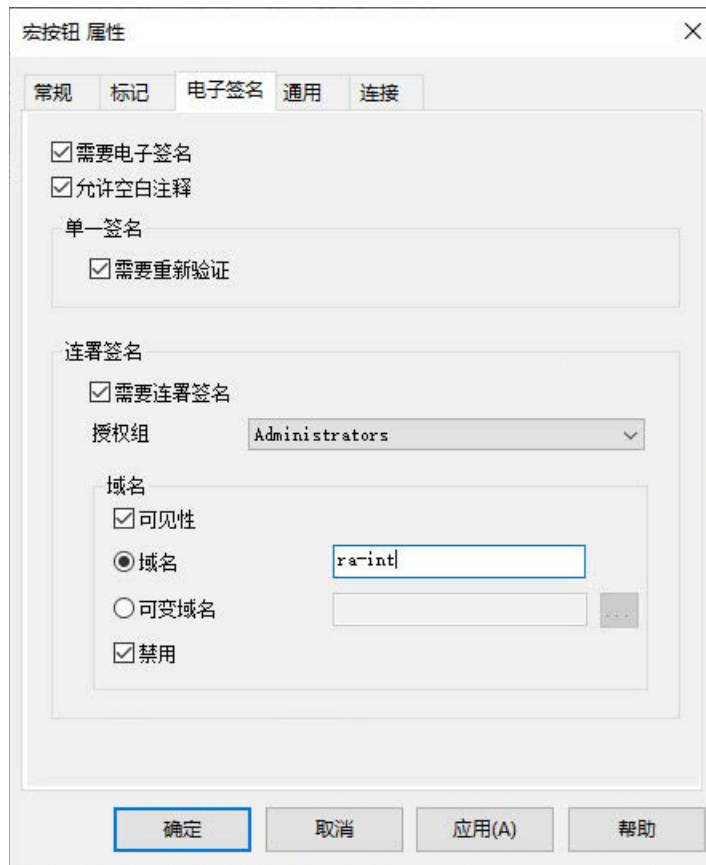 宏按钮 属性
常规 标记 电子签名 通用 连接
需要电子签名
允许空白注释
单一签名
需要重新验证
连署签名
需要连署签名
授权组 Administrators
域名
可见性
域名 ra-int
可变域名 ...
禁用
确定 取消 应用(A) 帮助